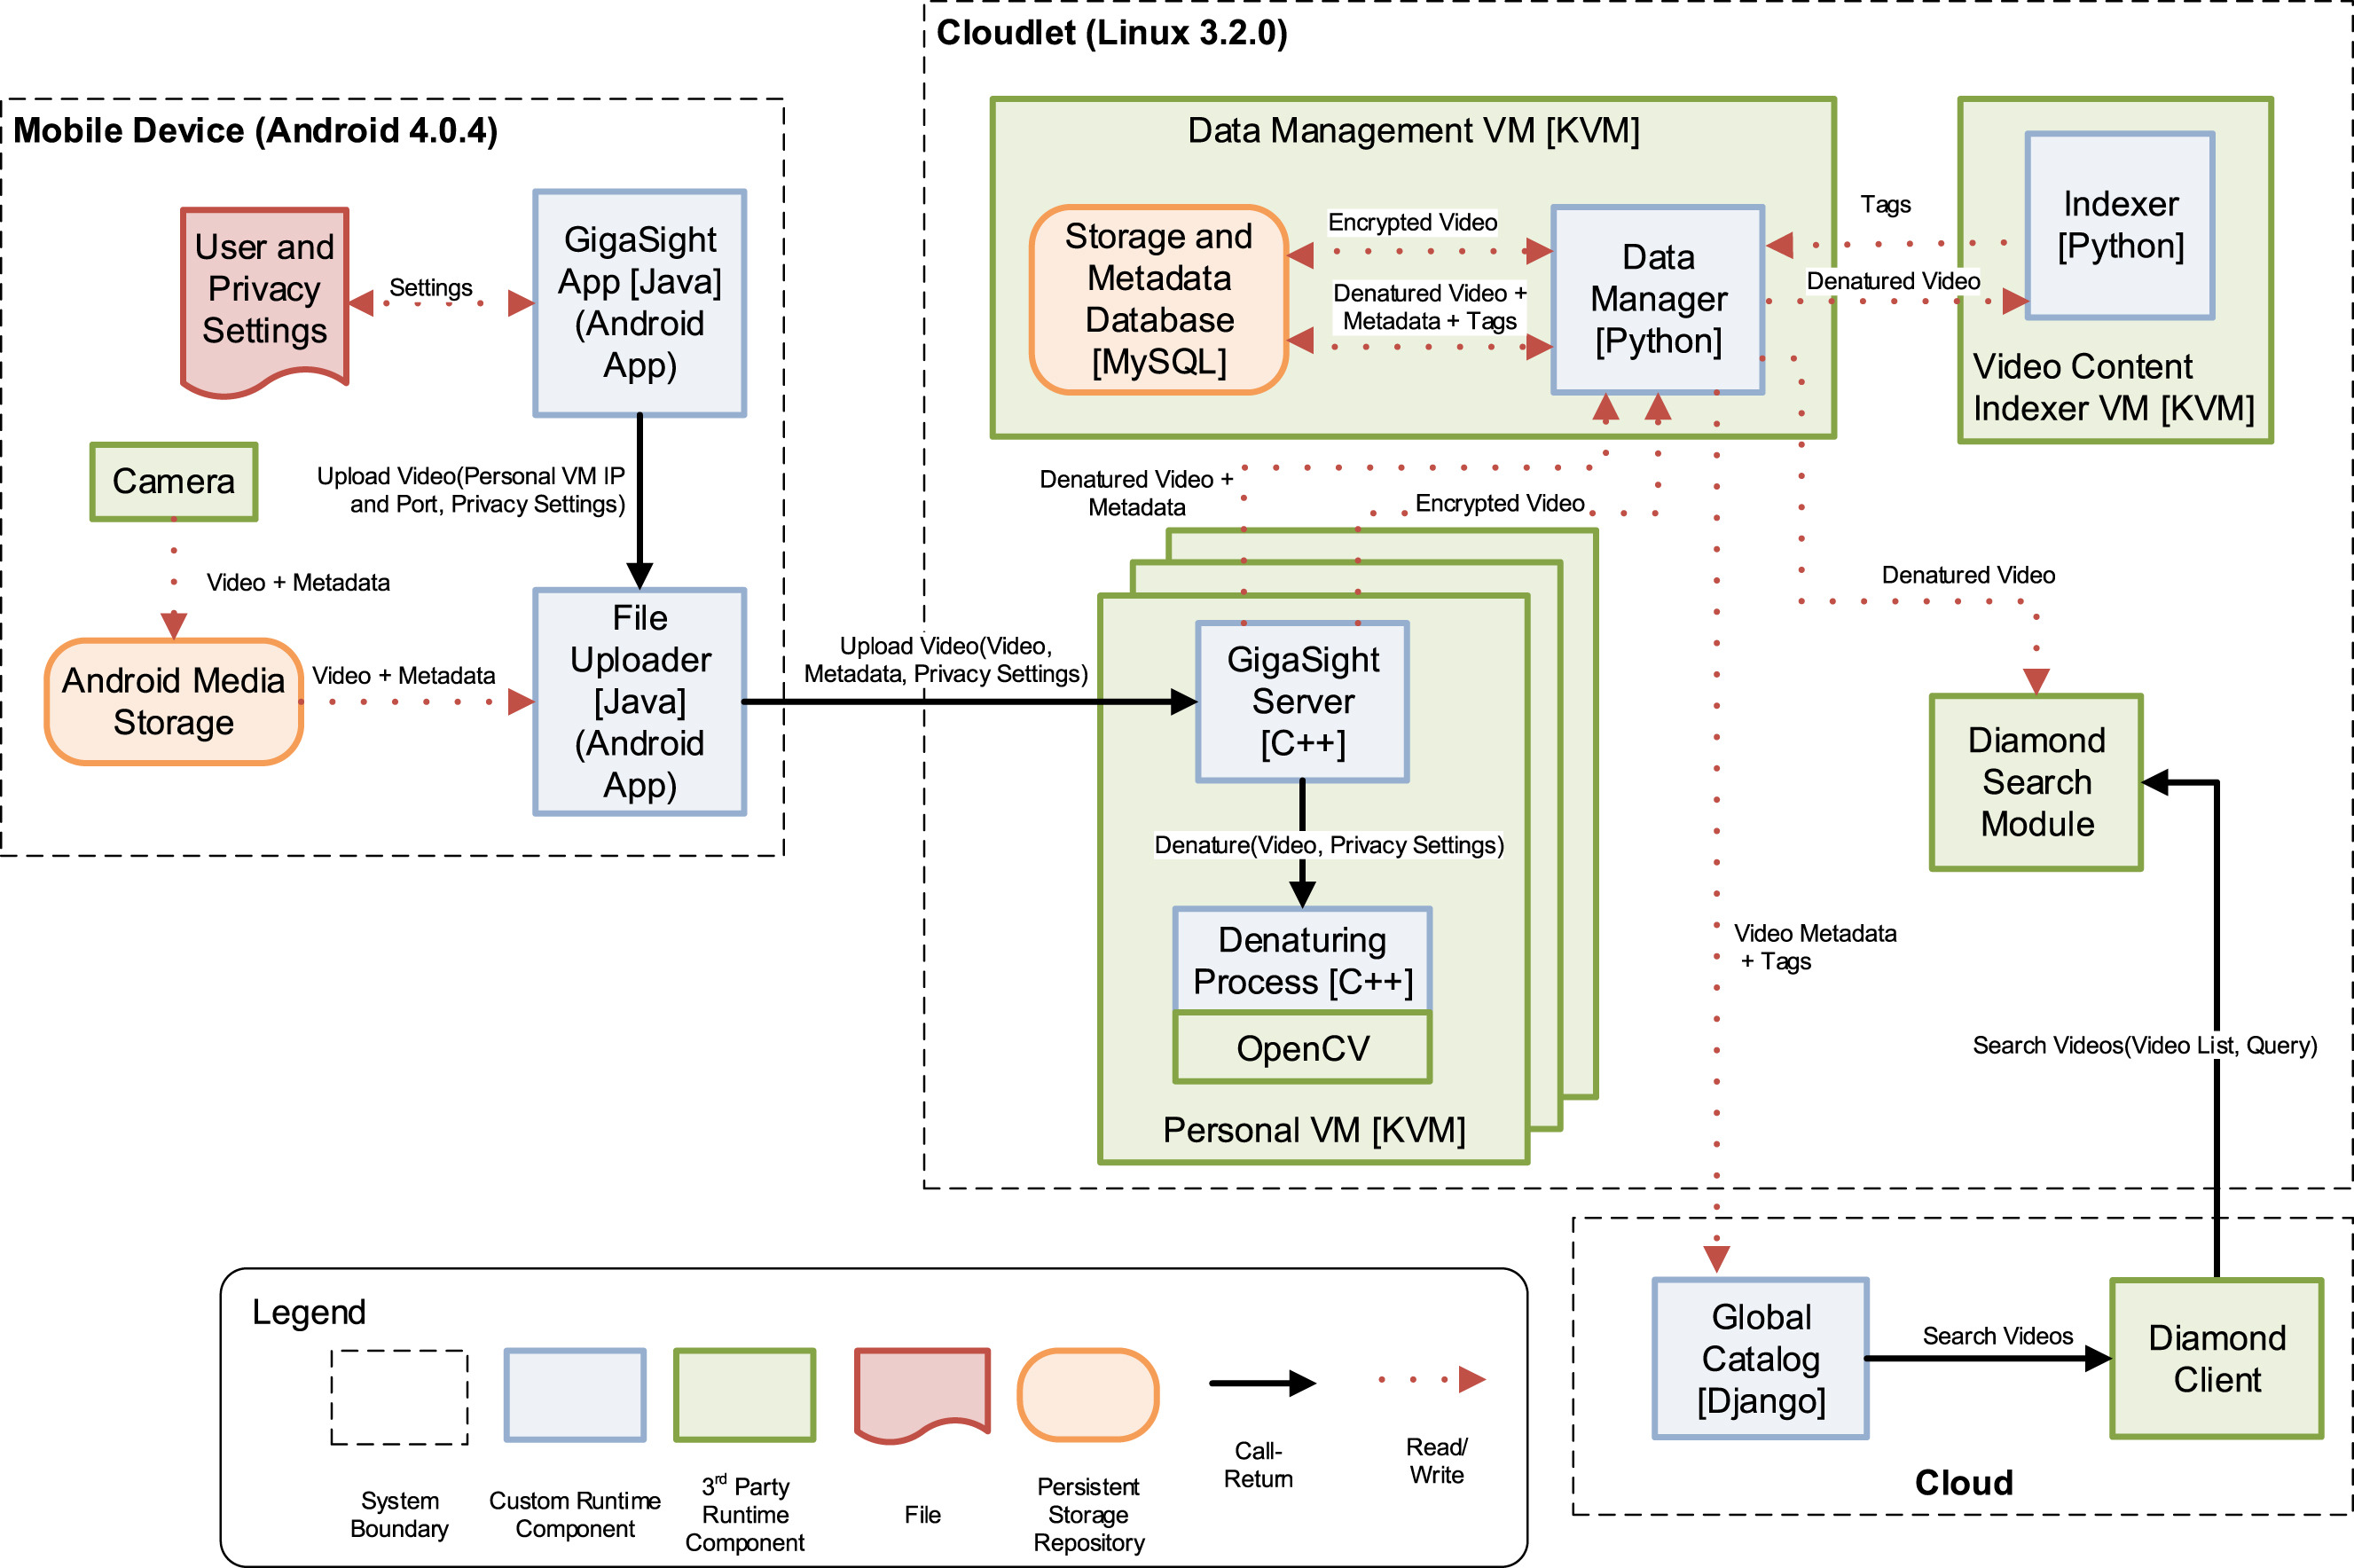 Cloudlet (Linux 3.2.0)
Mobile Device (Android 4.0.4)
User and
Privacy
Settings
Settings
GigaSight
App [Java]
(Android
App)
Camera
Upload Video(Personal VM IP
and Port, Privacy Settings)
Video + Metadata
Android Media
Storage
Video + Metadata
File
Uploader
[Java]
(Android
App)
Upload Video(Video,
Metadata, Privacy Settings)
Data Management VM [KVM]
Storage and
Metadata
Database
[MySQL]
Encrypted Video
Denatured Video +
Metadata + Tags
Data
Manager
[Python]
Tags
Denatured Video
Indexer
[Python]
Video Content
Indexer VM [KVM]
Denatured Video +
Metadata
Encrypted Video
GigaSight
Server
[C++]
Denature(Video, Privacy Settings)
Denaturing
Process [C++]
OpenCV
Personal VM [KVM]
Denatured Video
Diamond
Search
Module
Video Metadata
+ Tags
Search Videos(Video List, Query)
Global
Catalog
[Django]
Search Videos
Diamond
Client
Cloud
Legend
System
Boundary
Custom Runtime
Component
3rd Party
Runtime
Component
File
Persistent
Storage
Repository
Call-
Return
Read/
Write